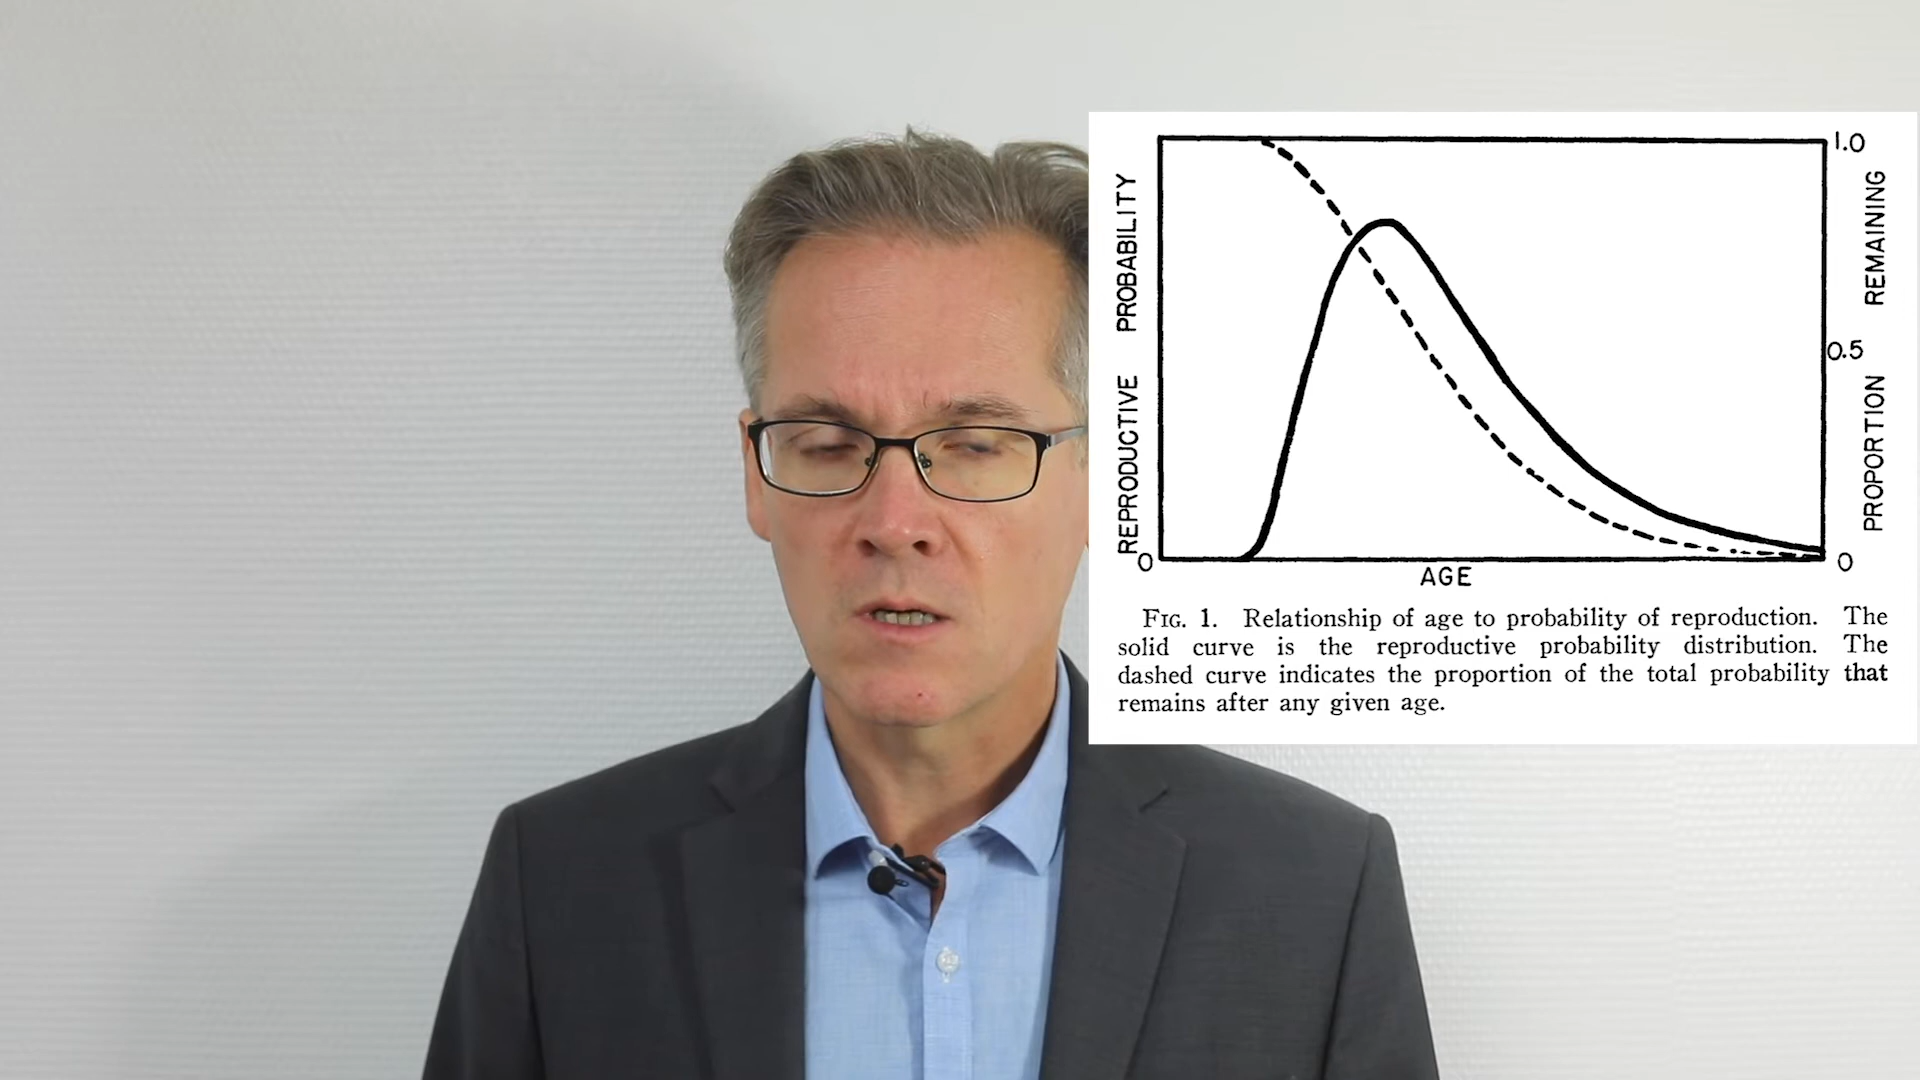 REPRODUCTIVE PROBABILITY
0
1.0
0.5
0
PROPORTION REMAINING
AGE
FIG. 1. Relationship of age to probability of reproduction. The
solid curve is the reproductive probability distribution. The
dashed curve indicates the proportion of the total probability that
remains after any given age.